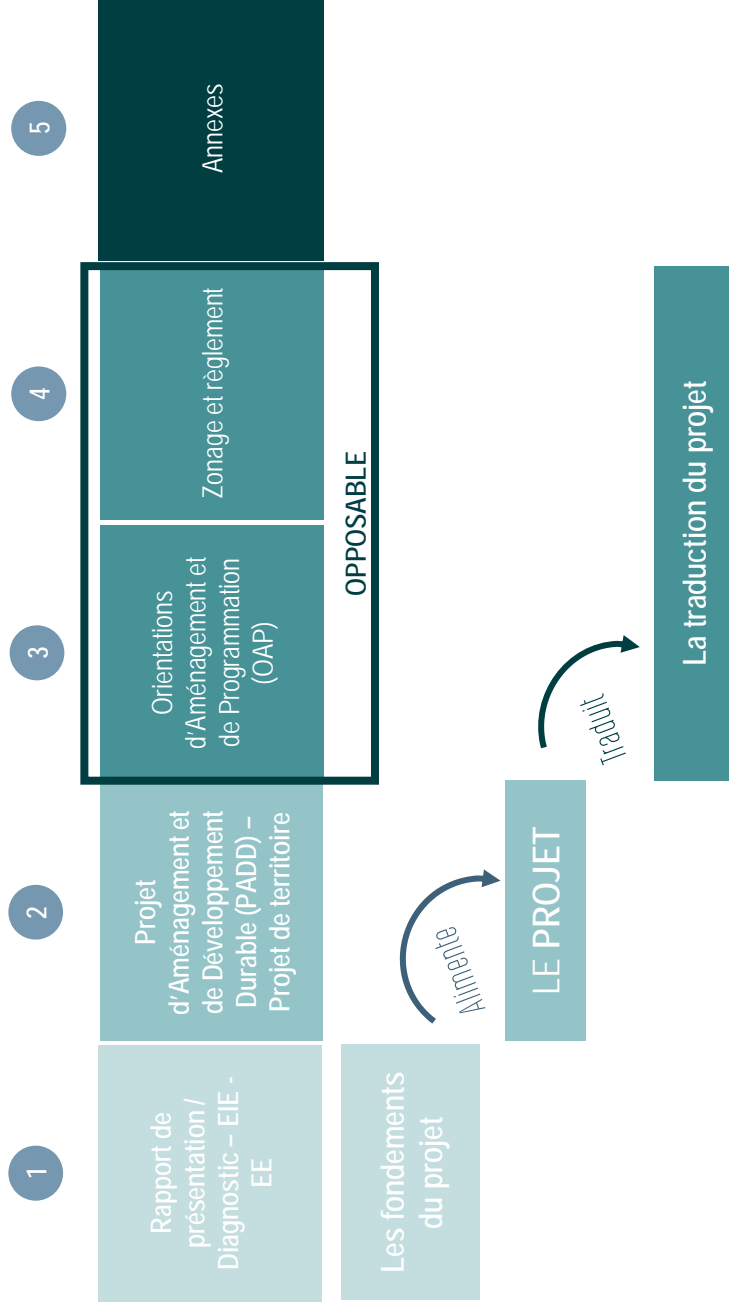 1
2
3
4
5
Rapport de
présentation /
Diagnostic – EIE -
EE
Projet
d'Aménagement et
de Développement
Durable (PADD) –
Projet de territoire
Orientations
d'Aménagement et
de Programmation
(OAP)
Zonage et règlement
Annexes
OPPOSABLE
Les fondements
du projet
Alimente
LE PROJET
Traduit
La traduction du projet